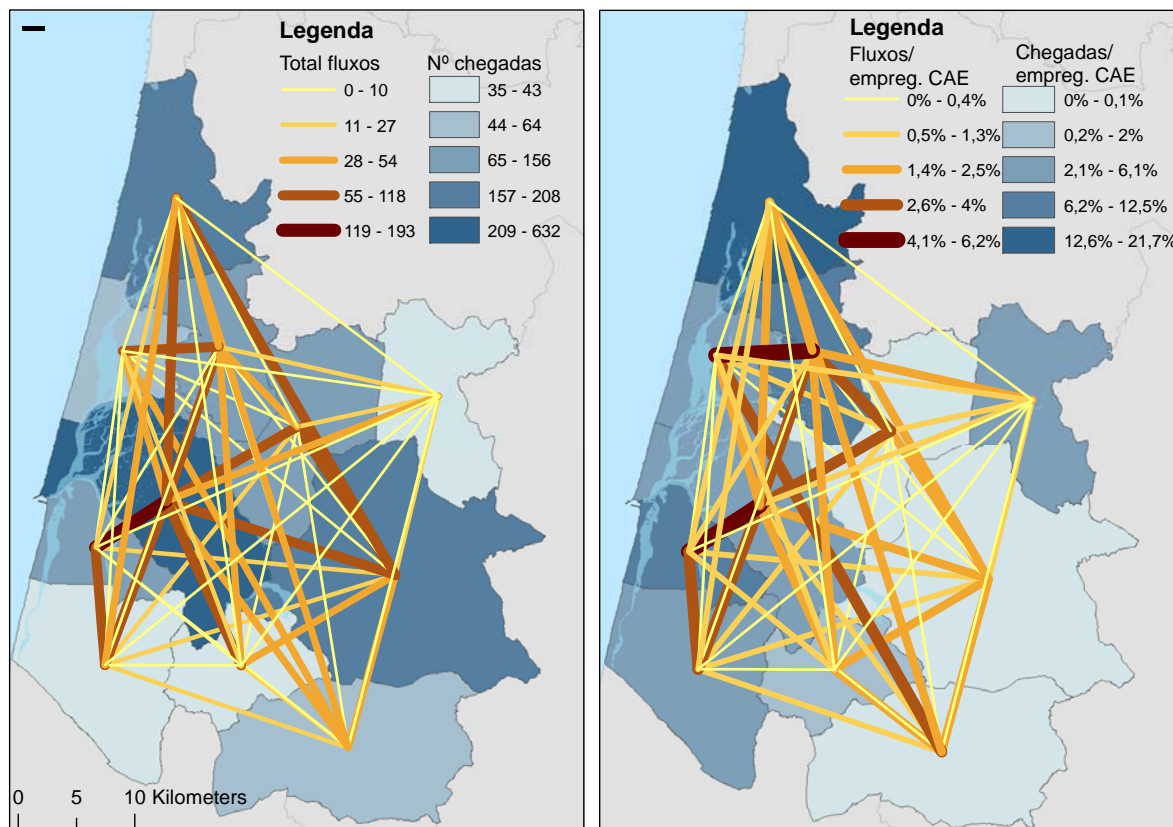 Legenda
Total fluxos Nº chegadas
0 - 10 35 - 43
11 - 27 44 - 64
28 - 54 65 - 156
55 - 118 157 - 208
119 - 193 209 - 632
0 5 10 Kilometers
Legenda
Fluxos/ Chegadas/
empreg. CAE empreg. CAE
0% - 0,4% 0% - 0,1%
0,5% - 1,3% 0,2% - 2%
1,4% - 2,5% 2,1% - 6,1%
2,6% - 4% 6,2% - 12,5%
4,1% - 6,2% 12,6% - 21,7%